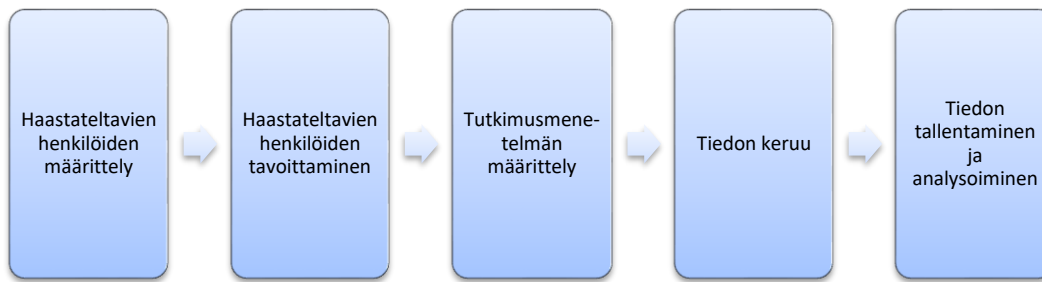 Haastateltavien
henkilöiden
määrittely
Haastateltavien
henkilöiden
tavoittaminen
Tutkimusmene-
telmän
määrittely
Tiedon keruu
Tiedon
tallentaminen
ja
analysoiminen